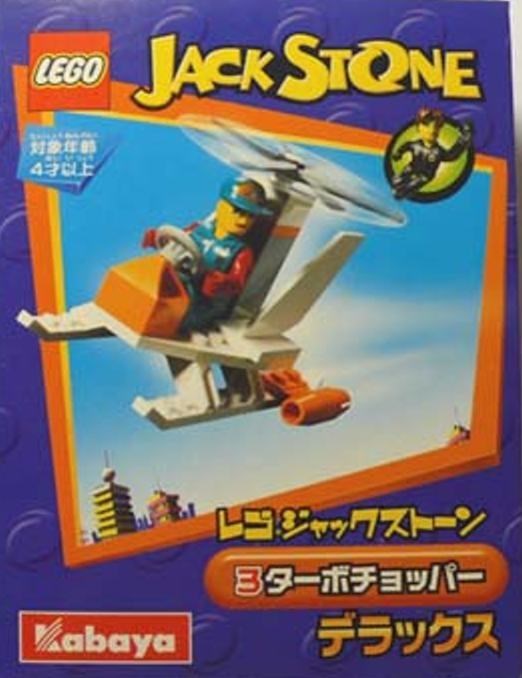 LEGO
JACK STONE
対象年齢
4才以上
レゴ ジャックストーン
3 ターボチョッパー
デラックス
Kabaya